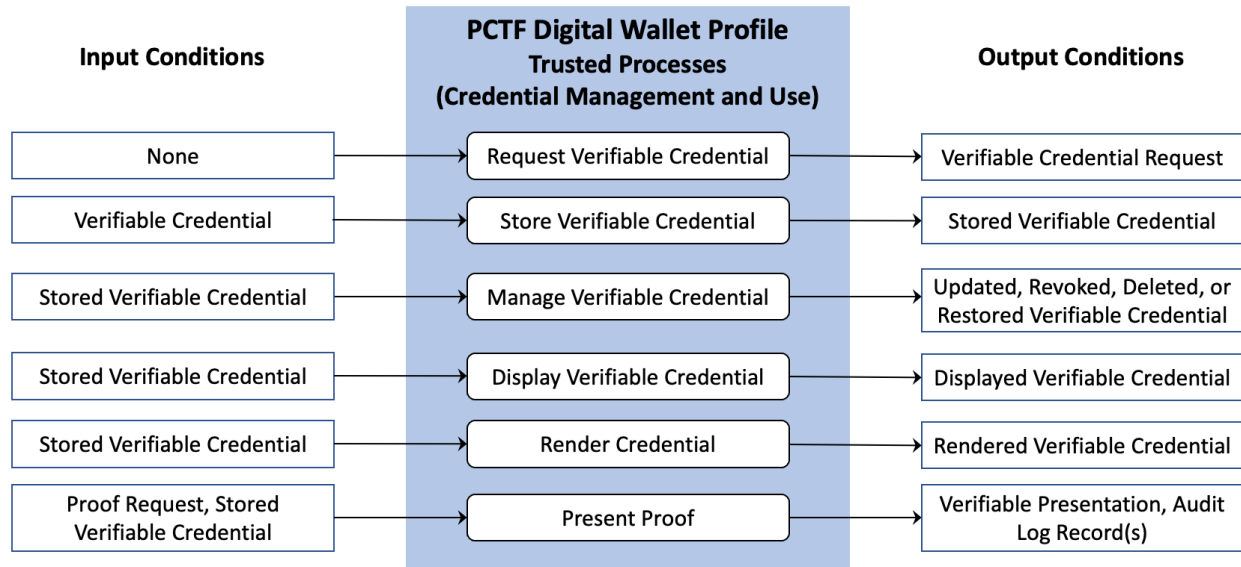 PCTF Digital Wallet Profile
Input Conditions
Trusted Processes
Output Conditions
(Credential Management and Use)
None
Request Verifiable Credential
Verifiable Credential Request
Verifiable Credential
Store Verifiable Credential
Stored Verifiable Credential
Stored Verifiable Credential
Manage Verifiable Credential
Updated, Revoked, Deleted, or
Restored Verifiable Credential
Stored Verifiable Credential
Display Verifiable Credential
Displayed Verifiable Credential
Stored Verifiable Credential
Render Credential
Rendered Verifiable Credential
Proof Request, Stored
Verifiable Credential
Present Proof
Verifiable Presentation, Audit
Log Record(s)